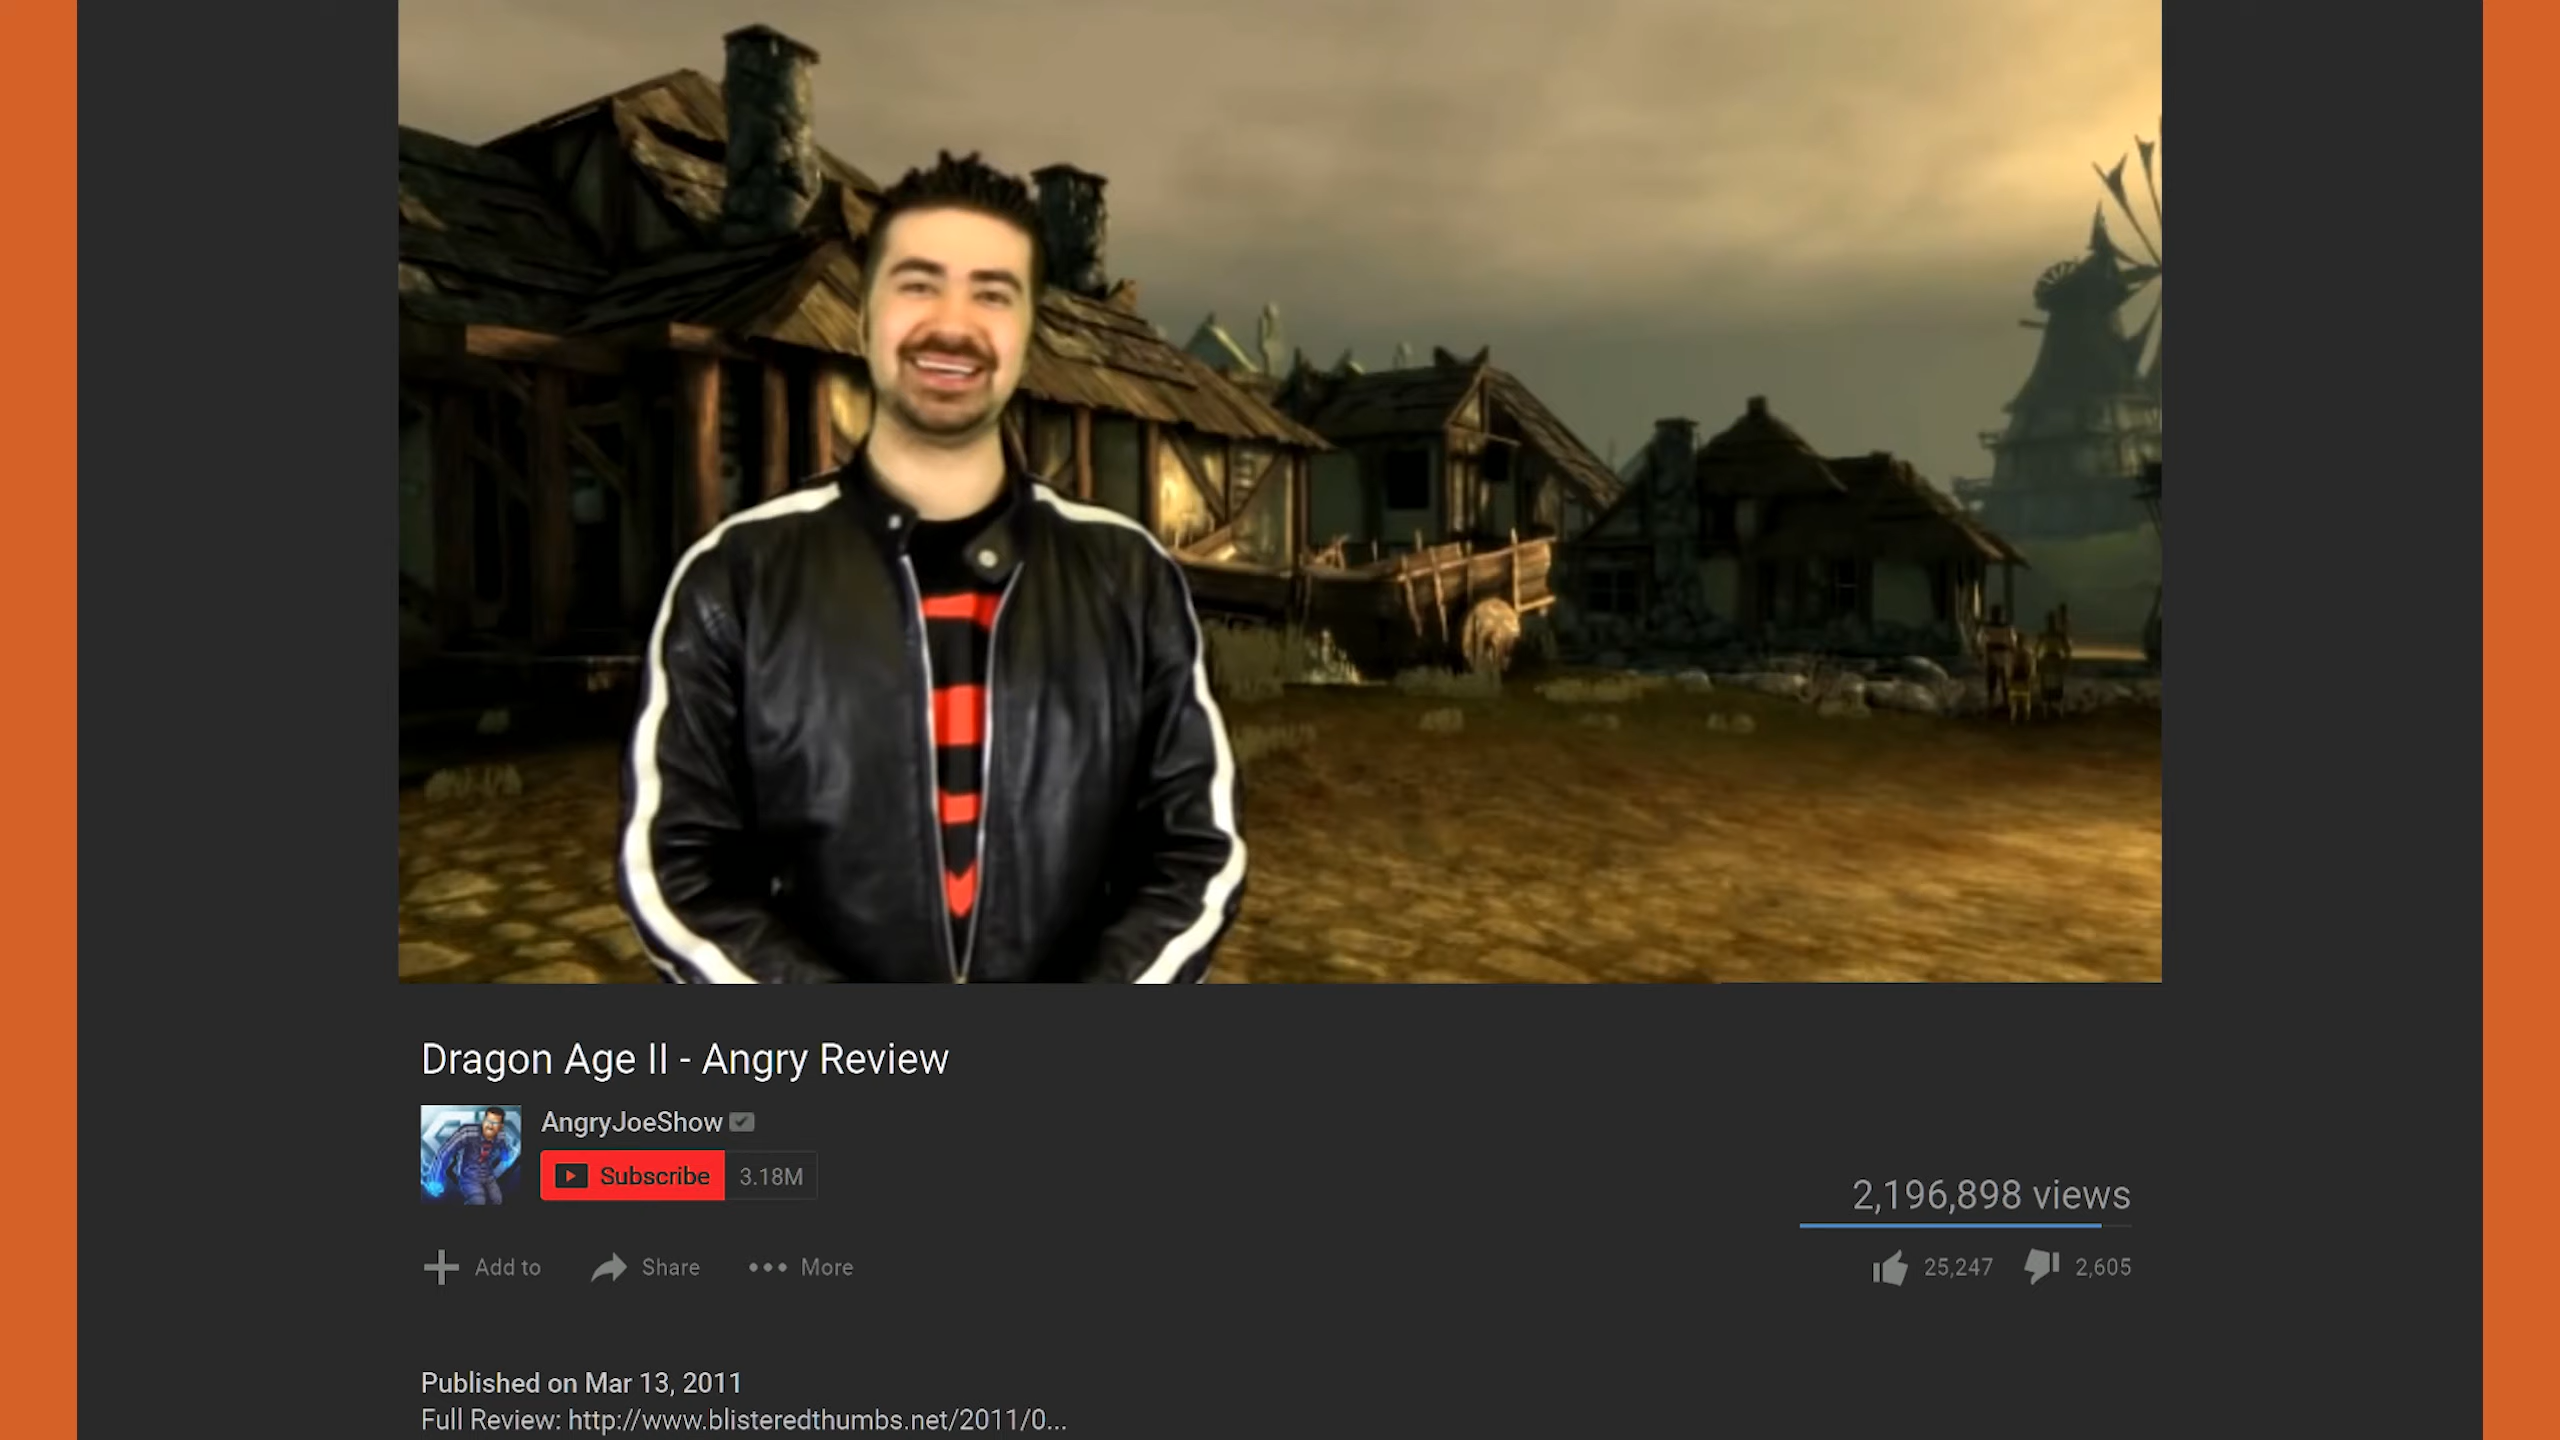 Dragon Age II - Angry Review
AngryJoeShow
Subscribe 3.18M
2,196,898 views
Add to Share More 25,247 2,605
Published on Mar 13, 2011
Full Review: http://www.blisteredthumbs.net/2011/0...